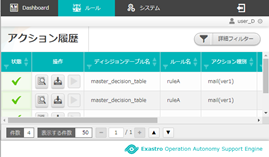 Dashboard ルール システム
user_D
アクション履歴
詳細フィルター
状態 操作 ディシジョンテーブル名 ルール名 アクション種別
master_decision_table ruleA mail(ver1)
master_decision_table ruleA mail(ver1)
master_decision_table ruleA mail(ver1)
件数 4 表示する件数 50 1 / 1
Exastro Operation Autonomy Support Engine